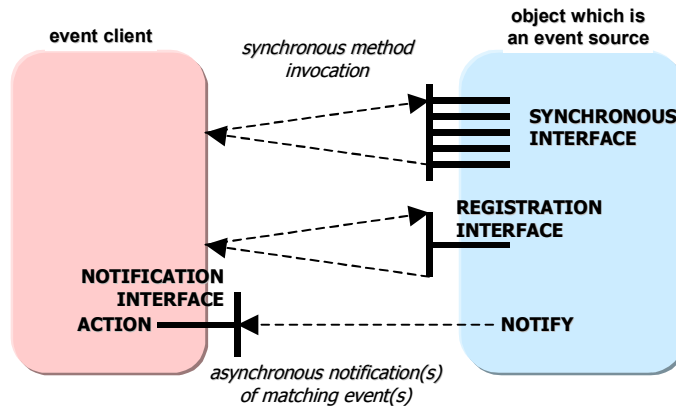 event client
synchronous method
invocation
object which is
an event source
SYNCHRONOUS
INTERFACE
REGISTRATION
INTERFACE
NOTIFICATION
INTERFACE
ACTION
NOTIFY
asynchronous notification(s)
of matching event(s)